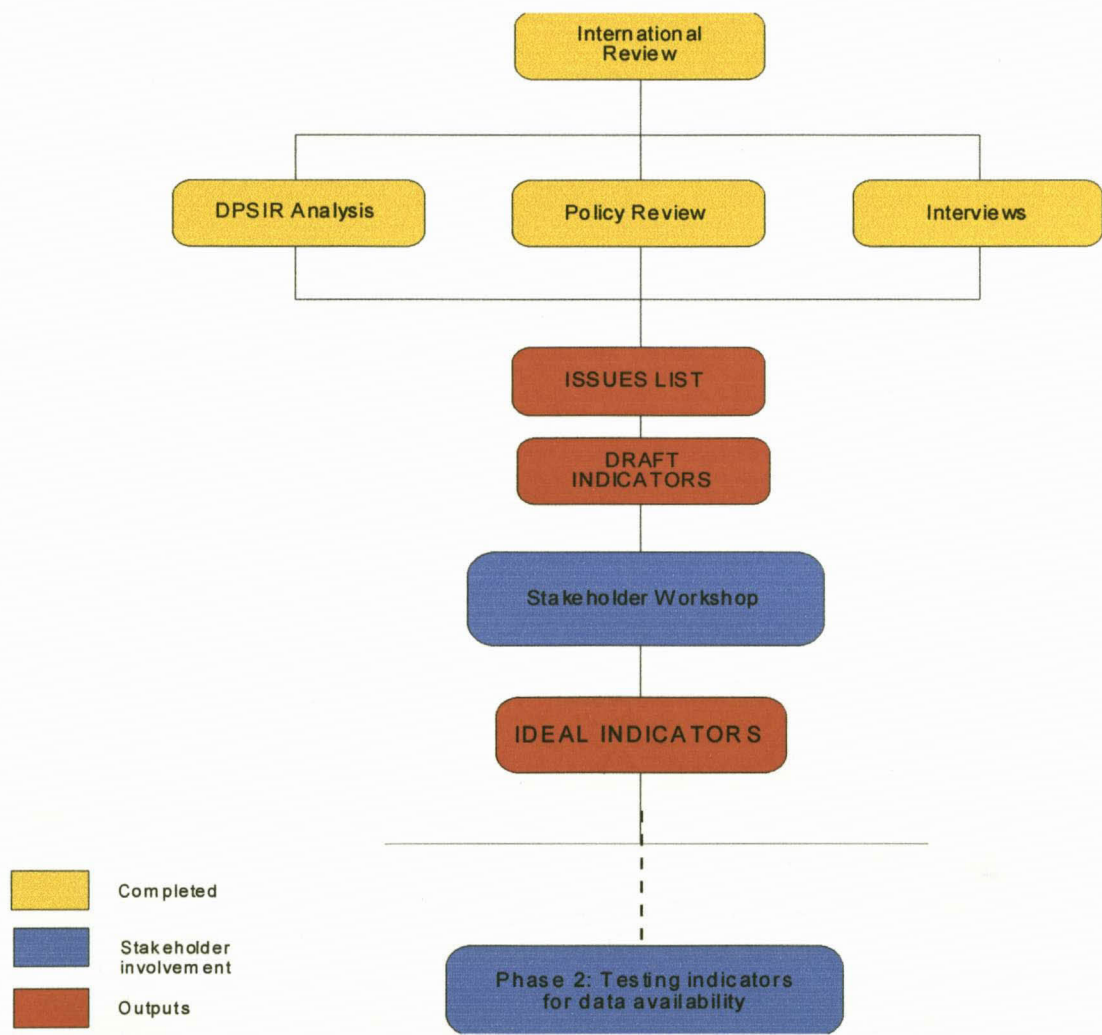 International
Review
DPSIR Analysis
Policy Review
Interviews
ISSUES LIST
DRAFT
INDICATORS
Stakeholder Workshop
IDEAL INDICATORS
Completed
Stakeholder
involvement
Outputs
Phase 2: Testing indicators
for data availability